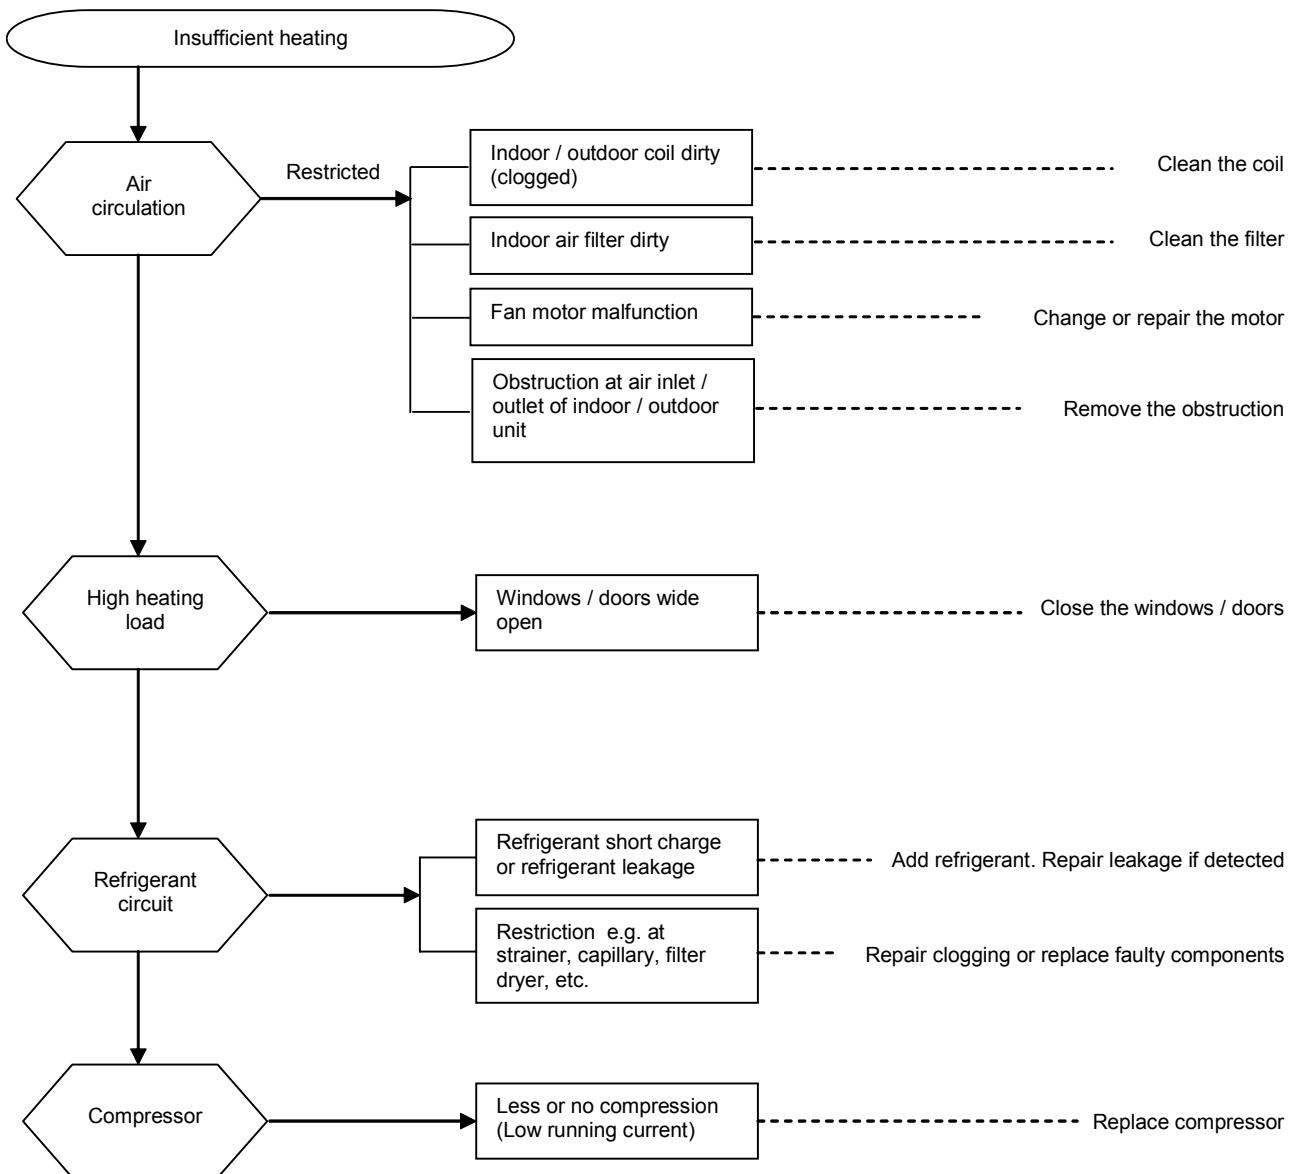 Insufficient heating
Air
circulation
Restricted
Indoor / outdoor coil dirty
(clogged)
Clean the coil
Indoor air filter dirty
Clean the filter
Fan motor malfunction
Change or repair the motor
Obstruction at air inlet /
outlet of indoor / outdoor
unit
Remove the obstruction
High heating
load
Windows / doors wide
open
Close the windows / doors
Refrigerant
circuit
Refrigerant short charge
or refrigerant leakage
Add refrigerant. Repair leakage if detected
Restriction e.g. at
strainer, capillary, filter
dryer, etc.
Repair clogging or replace faulty components
Compressor
Less or no compression
(Low running current)
Replace compressor